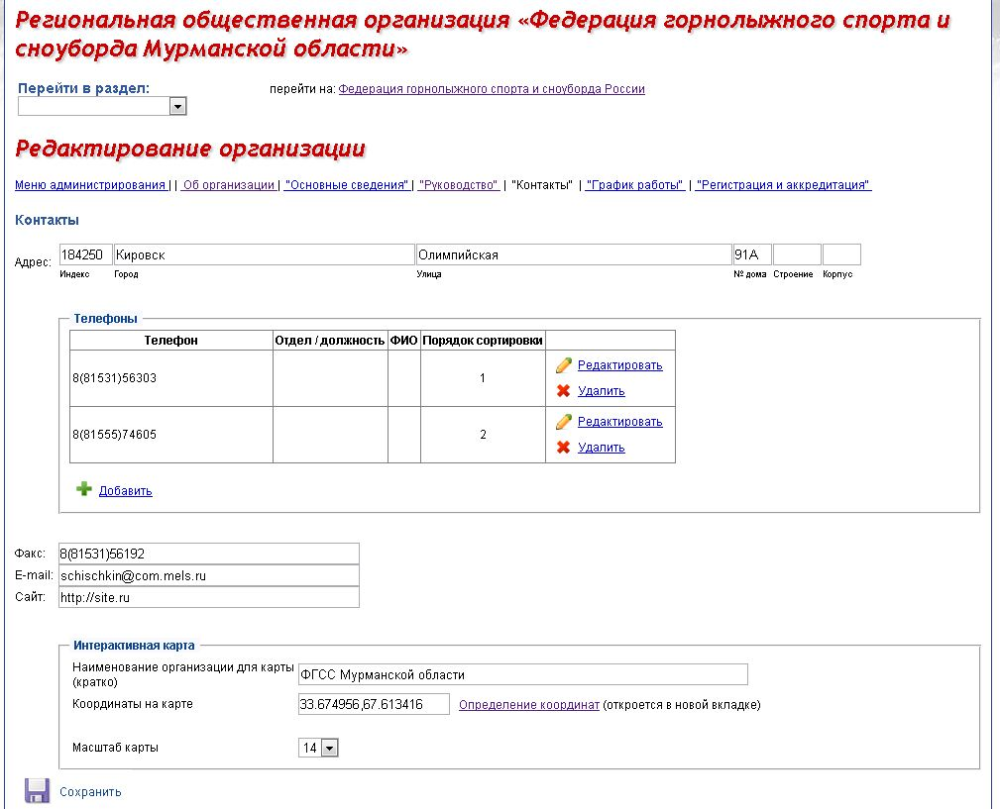 Региональная общественная организация «Федерация горнолыжного спорта и
сноуборда Мурманской области»
Перейти в раздел:
перейти на: Федерация горнолыжного спорта и сноуборда России
Редактирование организации
Меню администрирования | | Об организации | "Основные сведения" | "Руководство" | "Контакты" | "График работы" | "Регистрация и аккредитация"
Контакты
Адрес: 184250 Кировск Олимпийская 91А
Индекс Город Улица № дома Строение Корпус
Телефоны
Телефон Отдел / должность ФИО Порядок сортировки
8(81531)56303 1 Редактировать
Удалить
8(81555)74605 2 Редактировать
Удалить
Добавить
Факс: 8(81531)56192
E-mail: schischkin@com.mels.ru
Сайт: http://site.ru
Интерактивная карта
Наименование организации для карты
(кратко)
ФГСС Мурманской области
Координаты на карте 33.674956,67.613416 Определение координат (откроется в новой вкладке)
Масштаб карты 14
Сохранить